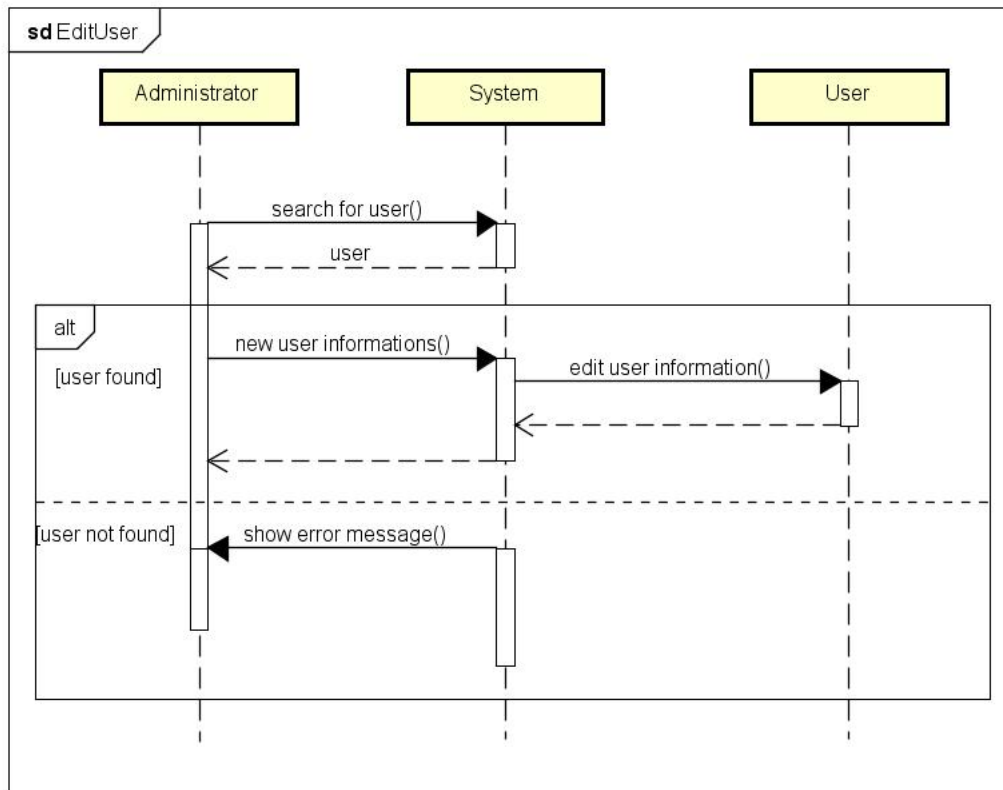 sd EditUser
Administrator
System
User
search for user()
user
alt
new user informations()
[user found]
edit user information()
[user not found]
show error message()